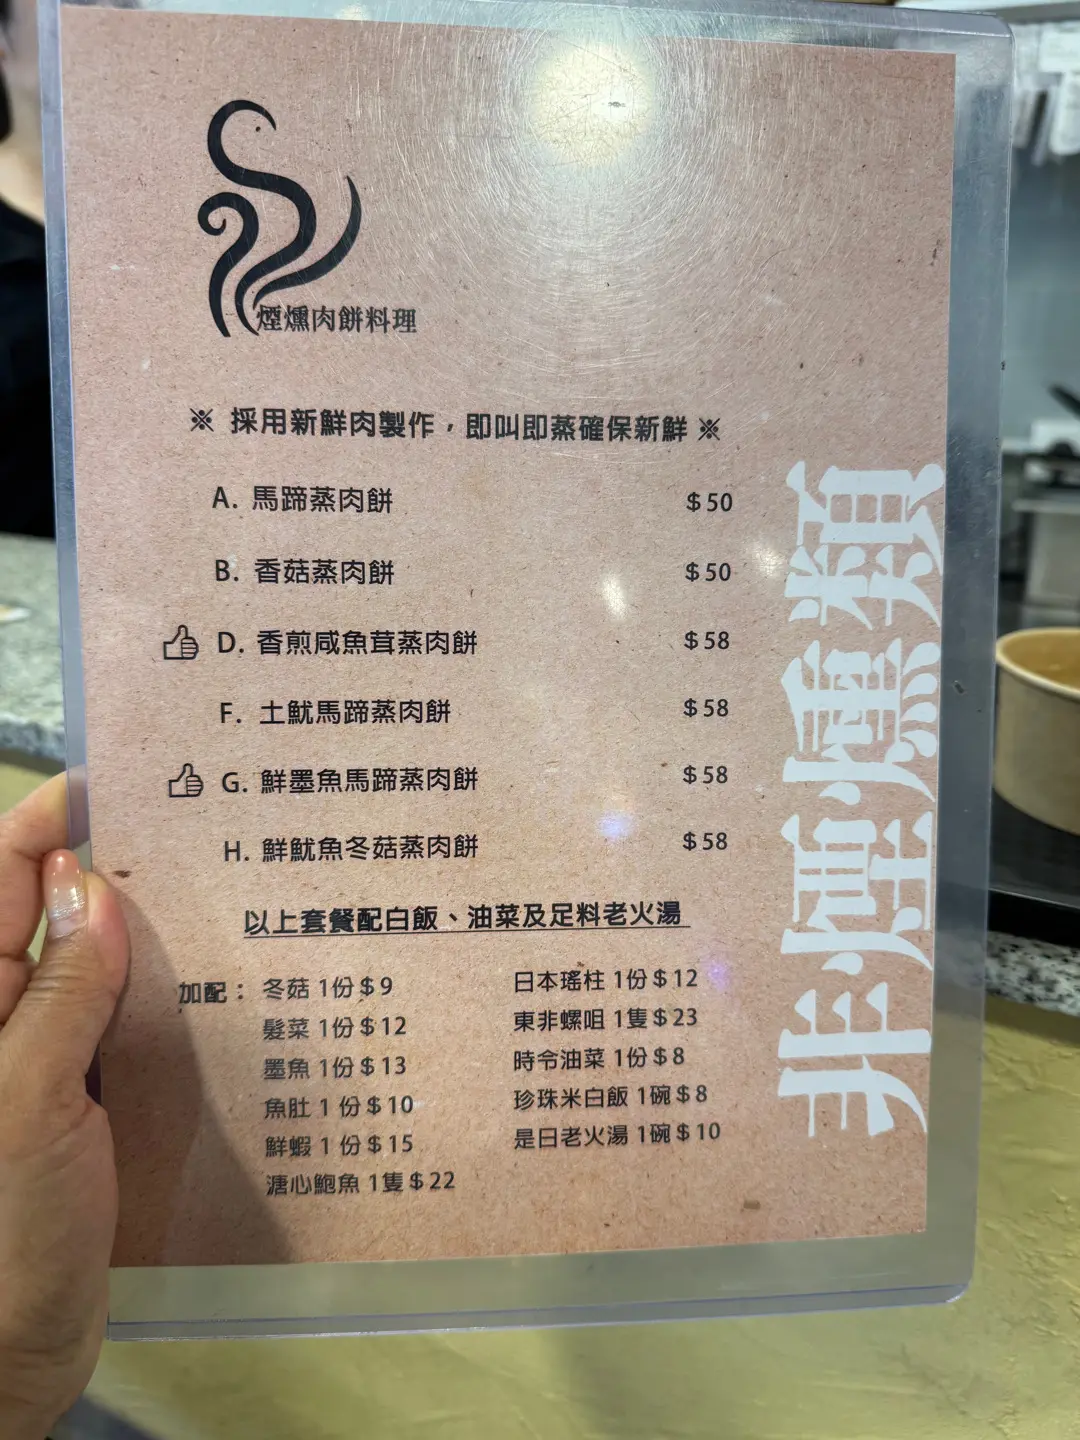 煙燻肉餅料理
※ 採用新鮮肉製作，即叫即蒸確保新鮮 ※
A. 馬蹄蒸肉餅 $50
B. 香菇蒸肉餅 $50
D. 香煎咸魚茸蒸肉餅 $58
F. 土魷馬蹄蒸肉餅 $58
G. 鮮墨魚馬蹄蒸肉餅 $58
H. 鮮魷魚冬菇蒸肉餅 $58
以上套餐配白飯、油菜及足料老火湯
加配：
冬菇 1份 $9
髮菜 1份 $12
墨魚 1份 $13
魚肚 1 份 $10
鮮蝦 1 份 $15
溏心鮑魚 1隻 $22
日本瑤柱 1份 $12
東非螺咀 1隻 $23
時令油菜 1份 $8
珍珠米白飯 1碗 $8
是日老火湯 1碗 $10
非煙燻類